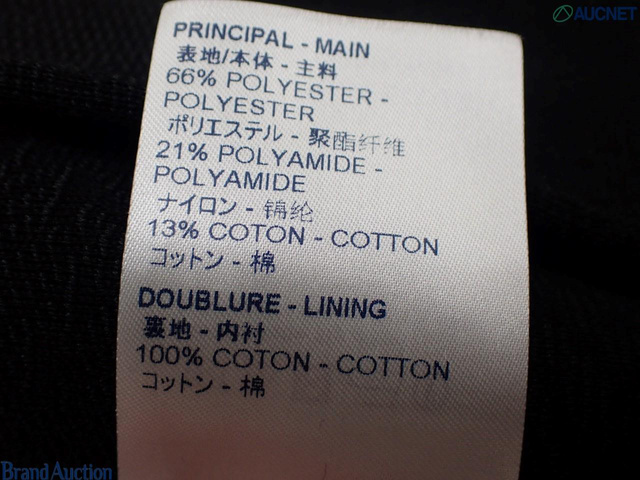 AUCNET
PRINCIPAL - MAIN
表地/本体 - 主料
66% POLYESTER -
POLYESTER
ポリエステル - 聚酯纤维
21% POLYAMIDE -
POLYAMIDE
ナイロン - 锦纶
13% COTON - COTTON
コットン - 棉
DOUBLURE - LINING
裏地 - 内衬
100% COTON - COTTON
コットン - 棉
Brand Auction